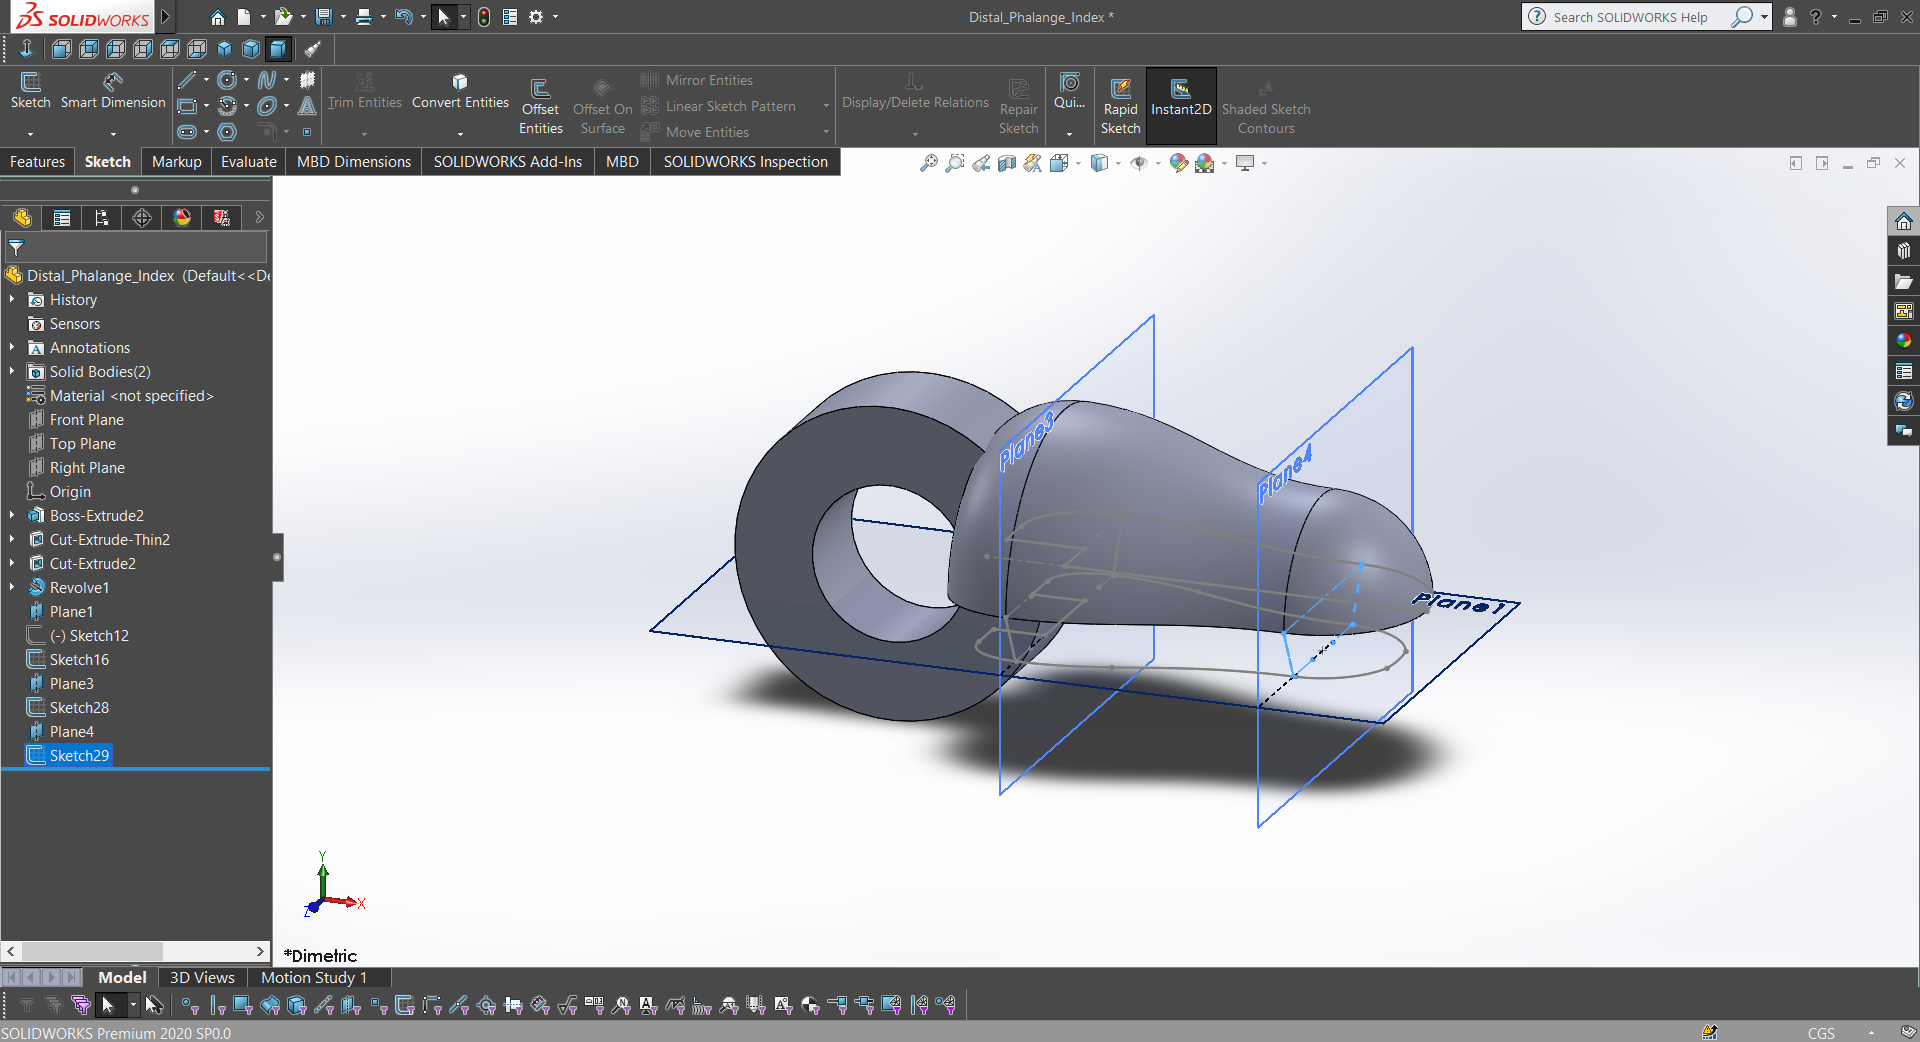 SOLIDWORKS
Distal_Phalange_Index *
Search SOLIDWORKS Help
Sketch
Smart Dimension
Trim Entities
Convert Entities
Offset Entities
Offset On Surface
Mirror Entities
Linear Sketch Pattern
Move Entities
Display/Delete Relations
Repair Sketch
Qui...
Rapid Sketch
Instant2D
Shaded Sketch Contours
Features
Sketch
Markup
Evaluate
MBD Dimensions
SOLIDWORKS Add-Ins
MBD
SOLIDWORKS Inspection
Distal_Phalange_Index (Default<<De
History
Sensors
Annotations
Solid Bodies(2)
Material <not specified>
Front Plane
Top Plane
Right Plane
Origin
Boss-Extrude2
Cut-Extrude-Thin2
Cut-Extrude2
Revolve1
Plane1
(-) Sketch12
Sketch16
Plane3
Sketch28
Plane4
Sketch29
Plane3
Plane4
Plane1
Y
X
Z
*Dimetric
Model
3D Views
Motion Study 1
SOLIDWORKS Premium 2020 SP0.0
CGS